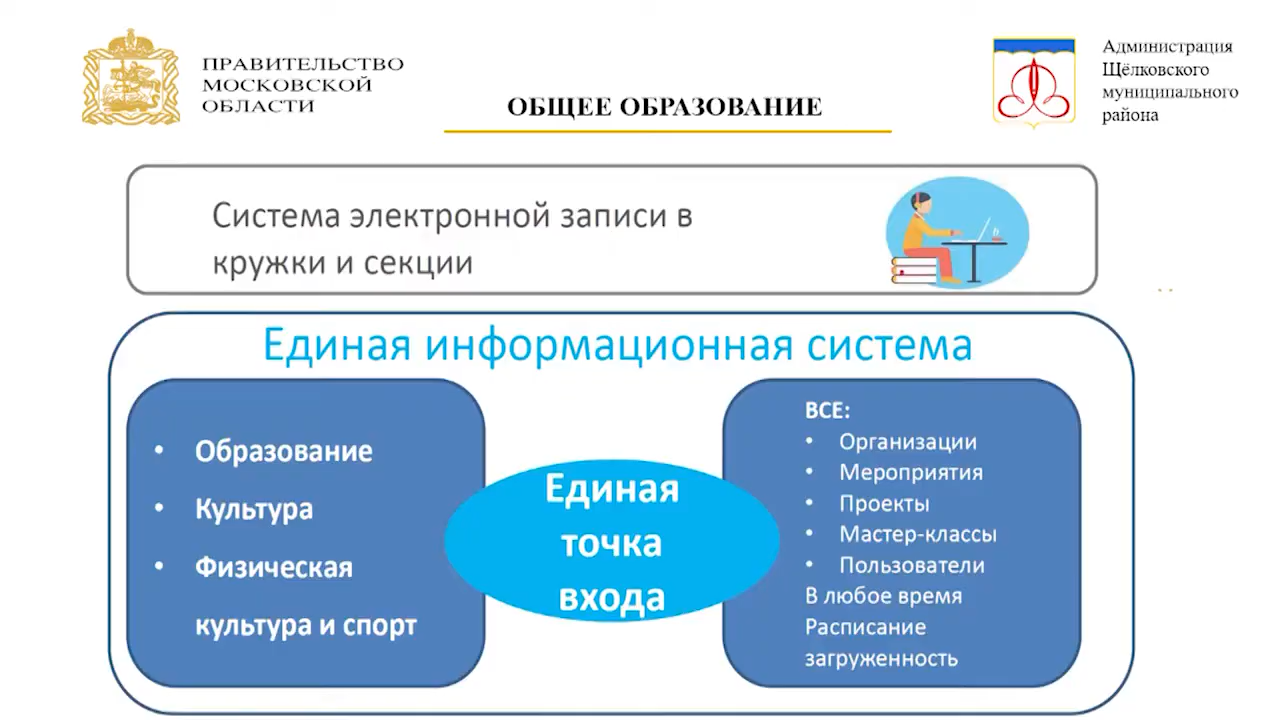 ПРАВИТЕЛЬСТВО
МОСКОВСКОЙ
ОБЛАСТИ
ОБЩЕЕ ОБРАЗОВАНИЕ
Администрация
Щёлковского
муниципального
района
Система электронной записи в
кружки и секции
Единая информационная система
• Образование
• Культура
• Физическая
культура и спорт
Единая
точка
входа
ВСЕ:
• Организации
• Мероприятия
• Проекты
• Мастер-классы
• Пользователи
В любое время
Расписание
загруженность